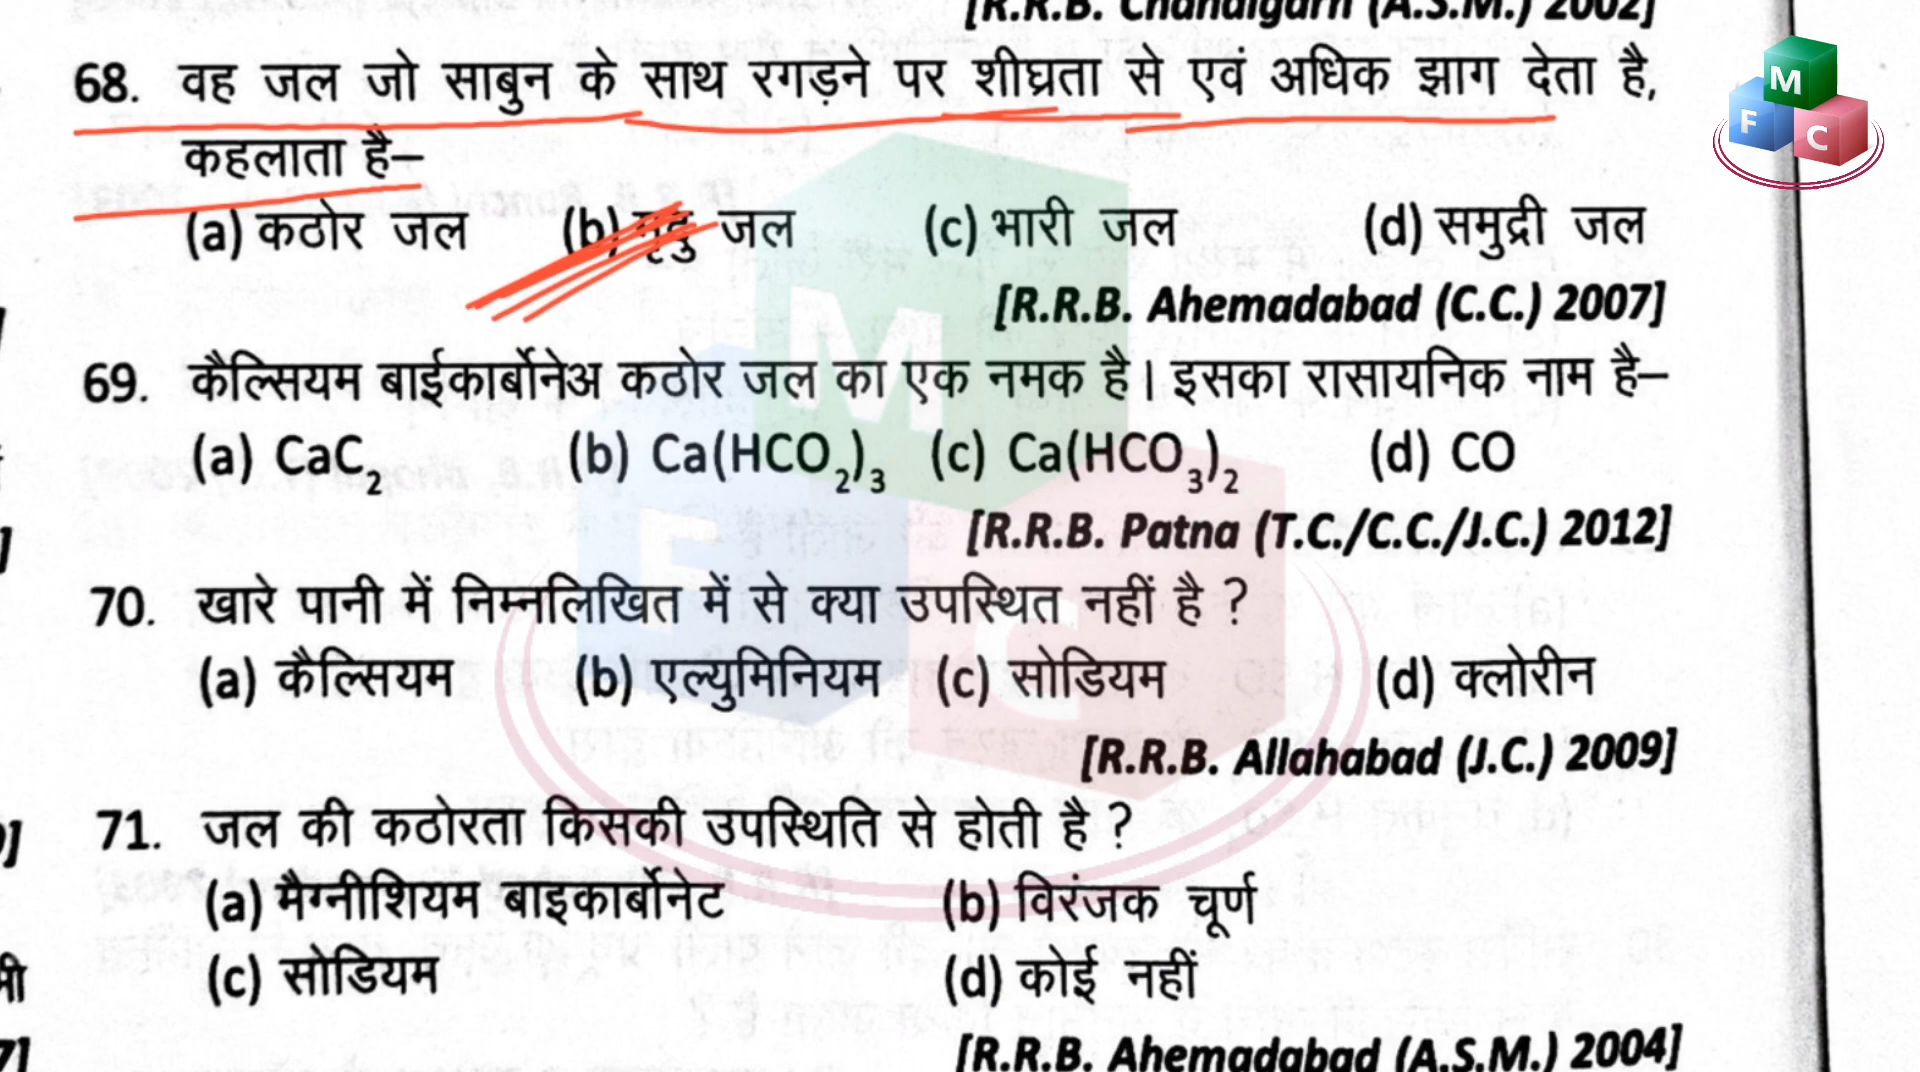 [R.R.B. Chandigarh (A.S.M.) 2002]
68. वह जल जो साबुन के साथ रगड़ने पर शीघ्रता से एवं अधिक झाग देता है,
कहलाता है–
(a) कठोर जल (b) मृदु जल (c) भारी जल (d) समुद्री जल
[R.R.B. Ahemadabad (C.C.) 2007]
69. कैल्सियम बाईकार्बोनेअ कठोर जल का एक नमक है। इसका रासायनिक नाम है–
(a) CaC₂ (b) Ca(HCO₂)₃ (c) Ca(HCO₃)₂ (d) CO
[R.R.B. Patna (T.C./C.C./J.C.) 2012]
70. खारे पानी में निम्नलिखित में से क्या उपस्थित नहीं है ?
(a) कैल्सियम (b) एल्युमिनियम (c) सोडियम (d) क्लोरीन
[R.R.B. Allahabad (J.C.) 2009]
71. जल की कठोरता किसकी उपस्थिति से होती है ?
(a) मैग्नीशियम बाइकार्बोनेट (b) विरंजक चूर्ण
(c) सोडियम (d) कोई नहीं
[R.R.B. Ahemadabad (A.S.M.) 2004]
M
F C
M
F C